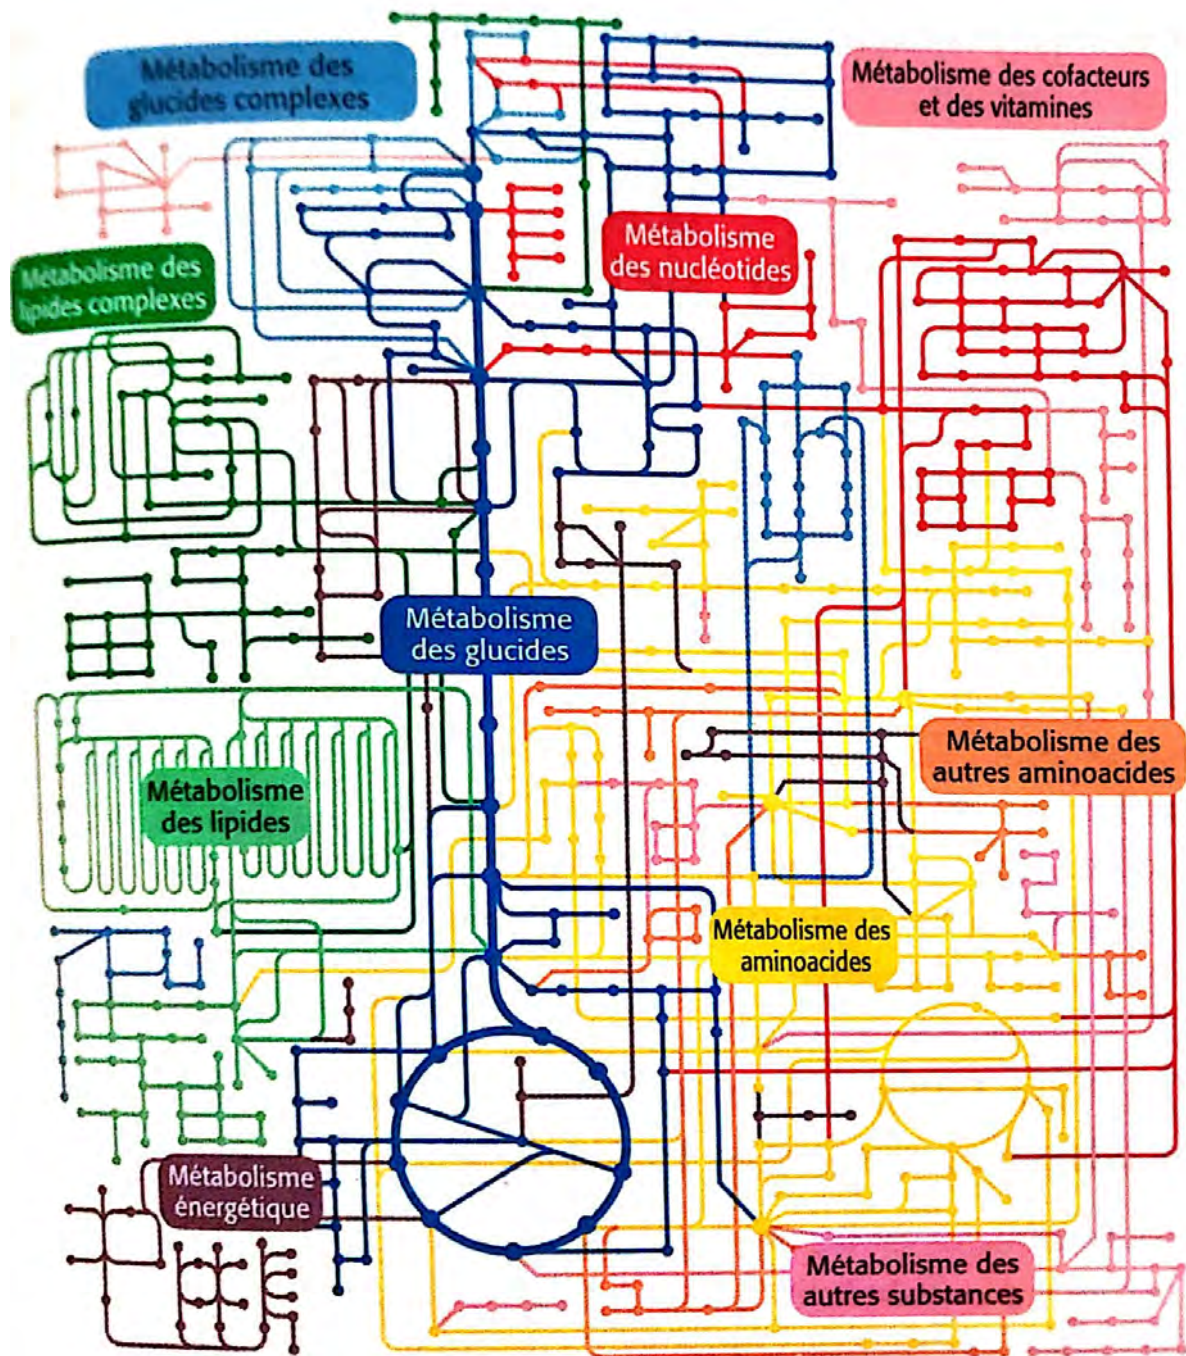 Métabolisme des
glucides complexes
Métabolisme des cofacteurs
et des vitamines
Métabolisme
des nucléotides
Métabolisme des
lipides complexes
Métabolisme
des glucides
Métabolisme des
autres aminoacides
Métabolisme
des lipides
Métabolisme des
aminoacides
Métabolisme
énergétique
Métabolisme des
autres substances